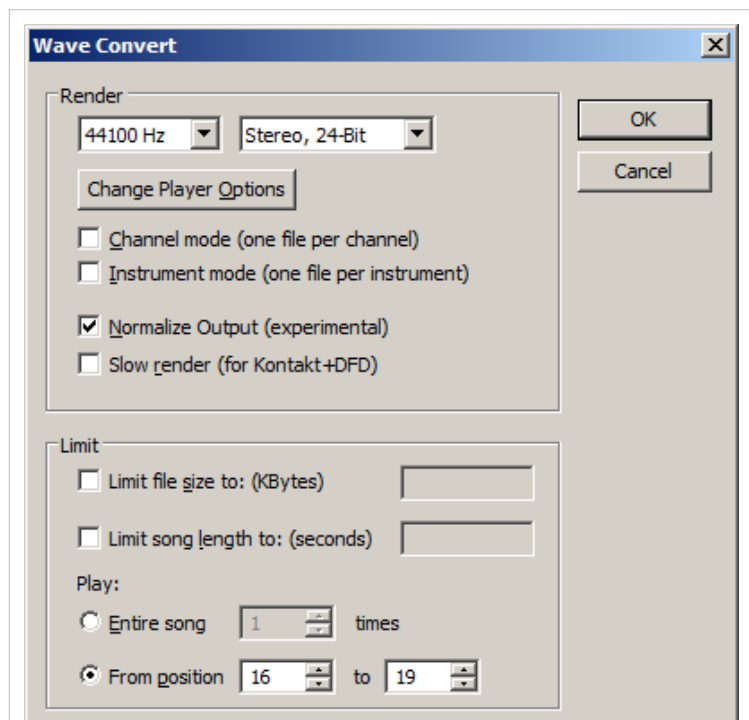 Wave Convert
Render
44100 Hz Stereo, 24-Bit
OK
Change Player Options
Cancel
Channel mode (one file per channel)
Instrument mode (one file per instrument)
Normalize Output (experimental)
Slow render (for Kontakt+DFD)
Limit
Limit file size to: (KBytes)
Limit song length to: (seconds)
Play:
Entire song 1 times
From position 16 to 19